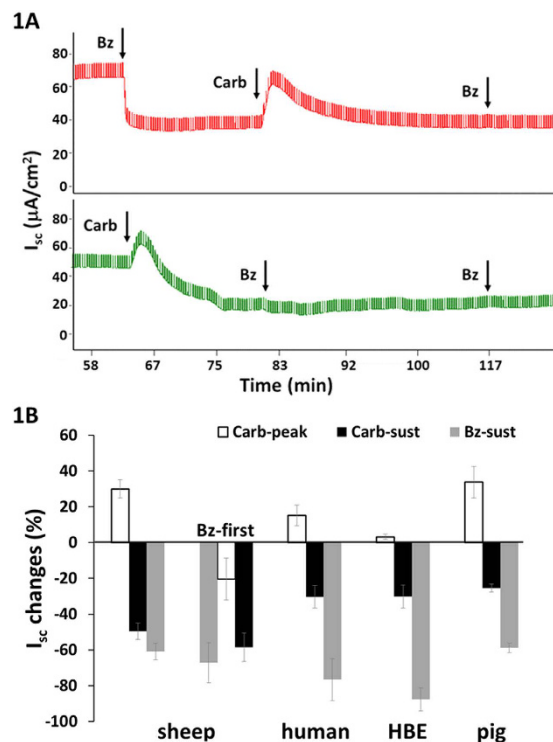 1A
Bz
Carb
Bz
80
60
40
20
0
Carb
Bz
Bz
80
60
40
20
0
Isc (µA/cm²)
58 67 75 83 92 100 117
Time (min)
1B
Carb-peak Carb-sust Bz-sust
60
40
20
0
-20
-40
-60
-80
-100
Bz-first
Isc changes (%)
sheep human HBE pig